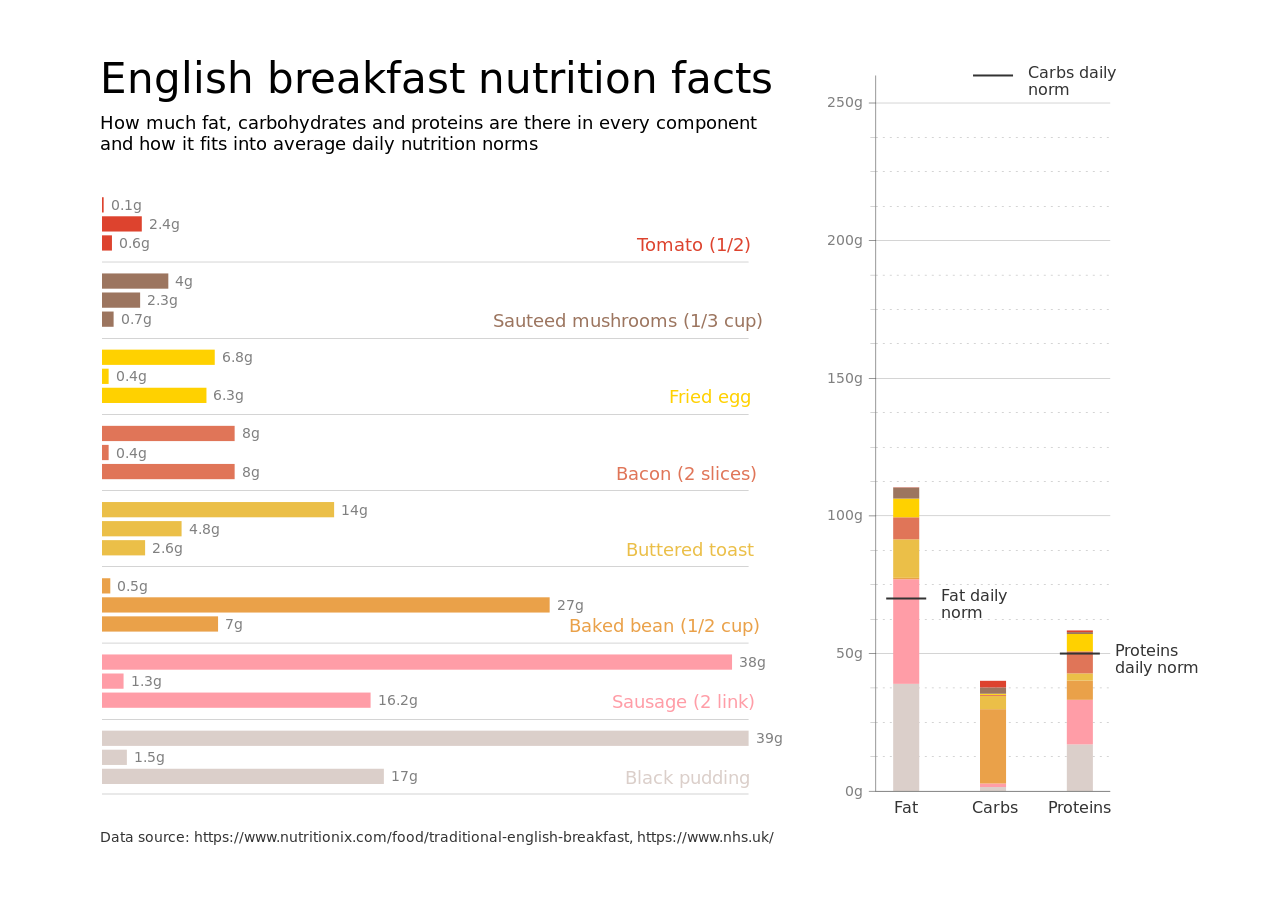 English breakfast nutrition facts
How much fat, carbohydrates and proteins are there in every component
and how it fits into average daily nutrition norms
0.1g
2.4g
0.6g
Tomato (1/2)
4g
2.3g
0.7g
Sauteed mushrooms (1/3 cup)
6.8g
0.4g
6.3g
Fried egg
8g
0.4g
8g
Bacon (2 slices)
14g
4.8g
2.6g
Buttered toast
0.5g
27g
7g
Baked bean (1/2 cup)
38g
1.3g
16.2g
Sausage (2 link)
39g
1.5g
17g
Black pudding
Data source: https://www.nutritionix.com/food/traditional-english-breakfast, https://www.nhs.uk/
Carbs daily
norm
250g
200g
150g
100g
Fat daily
norm
50g
Proteins
daily norm
0g
Fat
Carbs
Proteins